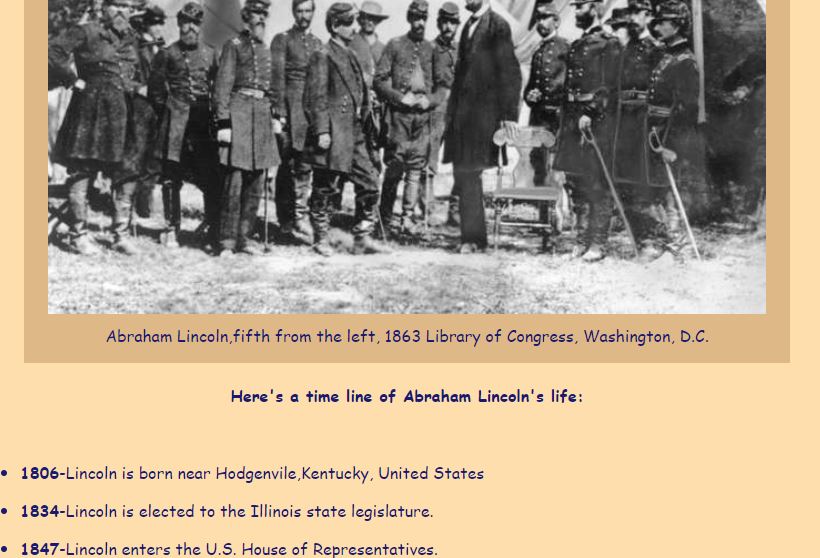 Abraham Lincoln,fifth from the left, 1863 Library of Congress, Washington, D.C.
Here's a time line of Abraham Lincoln's life:
1806-Lincoln is born near Hodgenvile,Kentucky, United States
1834-Lincoln is elected to the Illinois state legislature.
1847-Lincoln enters the U.S. House of Representatives.